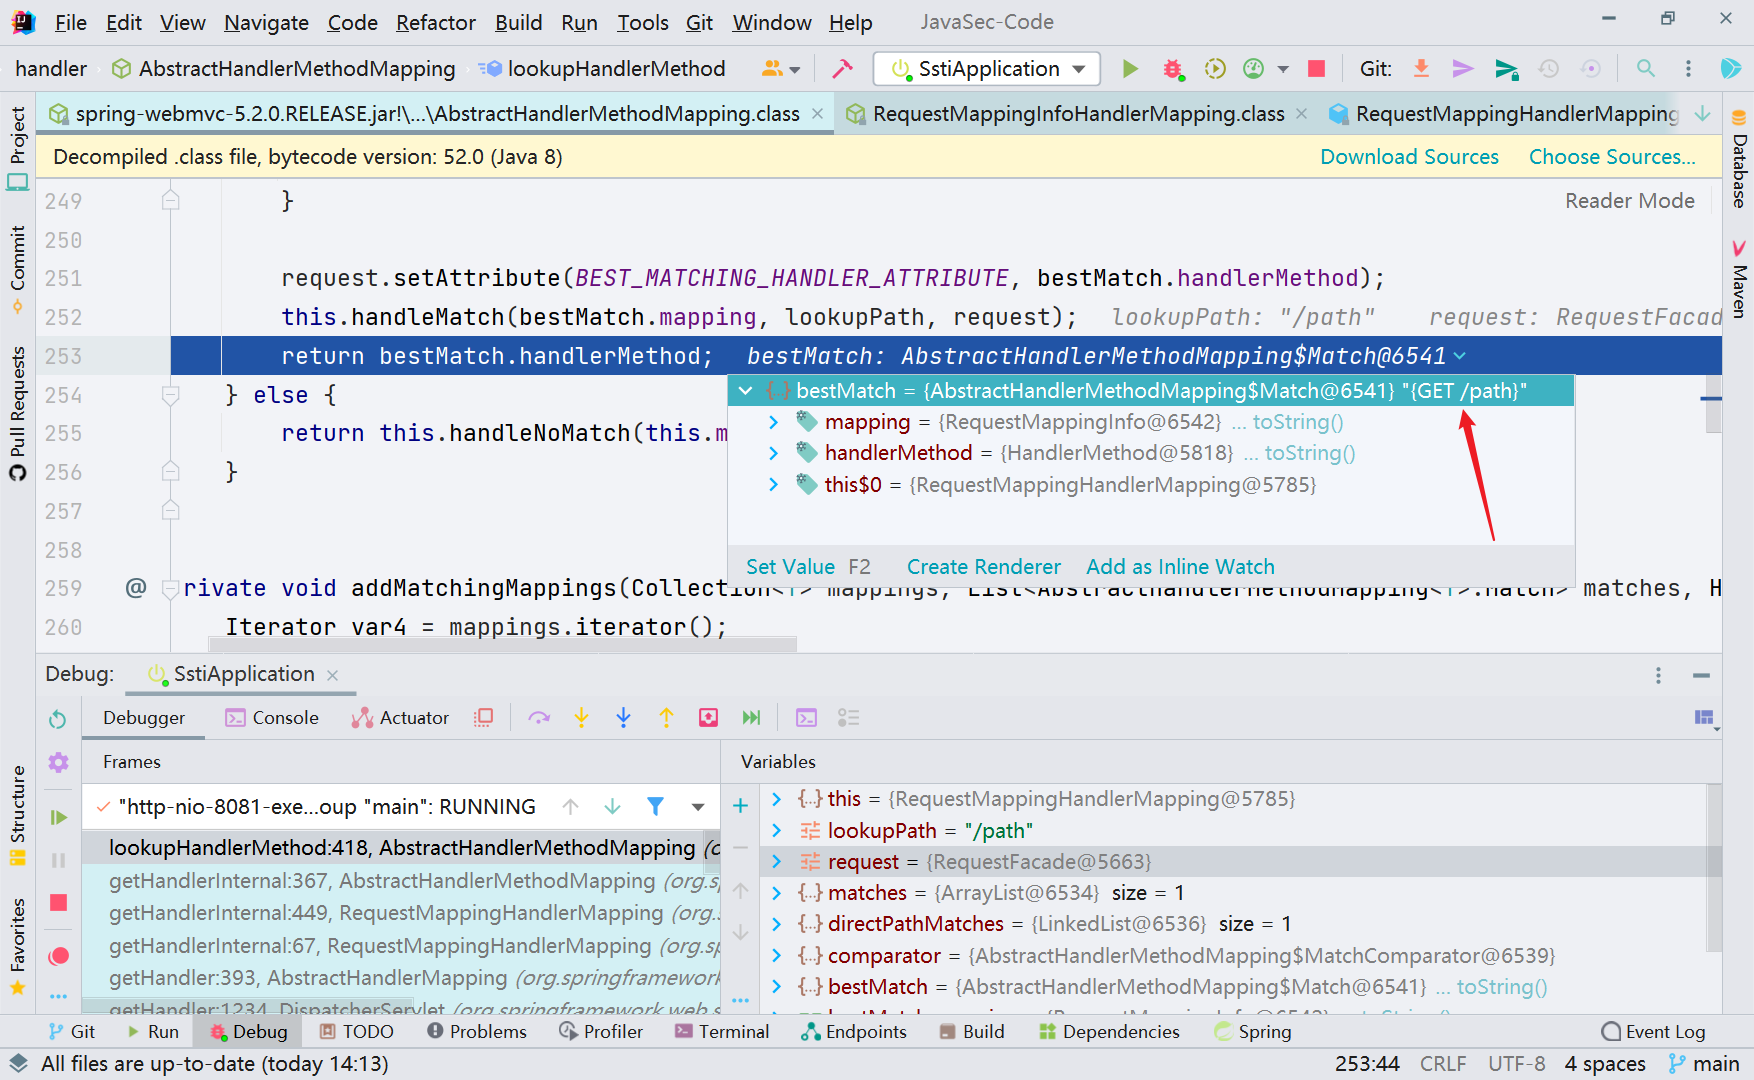 File Edit View Navigate Code Refactor Build Run Tools Git Window Help JavaSec-Code
handler AbstractHandlerMethodMapping lookupHandlerMethod SstiApplication Git:
spring-webmvc-5.2.0.RELEASE.jar!\...\AbstractHandlerMethodMapping.class RequestMappingInfoHandlerMapping.class RequestMappingHandlerMapping
Decompiled .class file, bytecode version: 52.0 (Java 8) Download Sources Choose Sources...
Project
Commit
Pull Requests
Structure
Favorites
Database
Maven
249 } Reader Mode
250
251 request.setAttribute(BEST_MATCHING_HANDLER_ATTRIBUTE, bestMatch.handlerMethod);
252 this.handleMatch(bestMatch.mapping, lookupPath, request); lookupPath: "/path" request: RequestFacad
253 return bestMatch.handlerMethod; bestMatch: AbstractHandlerMethodMapping$Match@6541
254 } else {
255 return this.handleNoMatch(this.m
256 }
257
258
259 @ rivate void addMatchingMappings(Collection<T> mappings, List<AbstractHandlerMethodMapping<T>.Match> matches, H
260 Iterator var4 = mappings.iterator();
{..} bestMatch = {AbstractHandlerMethodMapping$Match@6541} "{GET /path}"
mapping = {RequestMappingInfo@6542} ... toString()
handlerMethod = {HandlerMethod@5818} ... toString()
this$0 = {RequestMappingHandlerMapping@5785}
Set Value F2 Create Renderer Add as Inline Watch
Debug: SstiApplication
Debugger Console Actuator
Frames
"http-nio-8081-exe...oup "main": RUNNING
lookupHandlerMethod:418, AbstractHandlerMethodMapping (o
getHandlerInternal:367, AbstractHandlerMethodMapping (org.sp
getHandlerInternal:449, RequestMappingHandlerMapping (org.
getHandlerInternal:67, RequestMappingHandlerMapping (org.sp
getHandler:393, AbstractHandlerMapping (org.springframework
getHandler:1234, DispatcherServlet (org.springframework.web.s
Variables
{..} this = {RequestMappingHandlerMapping@5785}
lookupPath = "/path"
request = {RequestFacade@5663}
{..} matches = {ArrayList@6534} size = 1
{..} directPathMatches = {LinkedList@6536} size = 1
{..} comparator = {AbstractHandlerMethodMapping$MatchComparator@6539}
{..} bestMatch = {AbstractHandlerMethodMapping$Match@6541} ... toString()
Git Run Debug TODO Problems Profiler Terminal Endpoints Build Dependencies Spring Event Log
All files are up-to-date (today 14:13) 253:44 CRLF UTF-8 4 spaces main